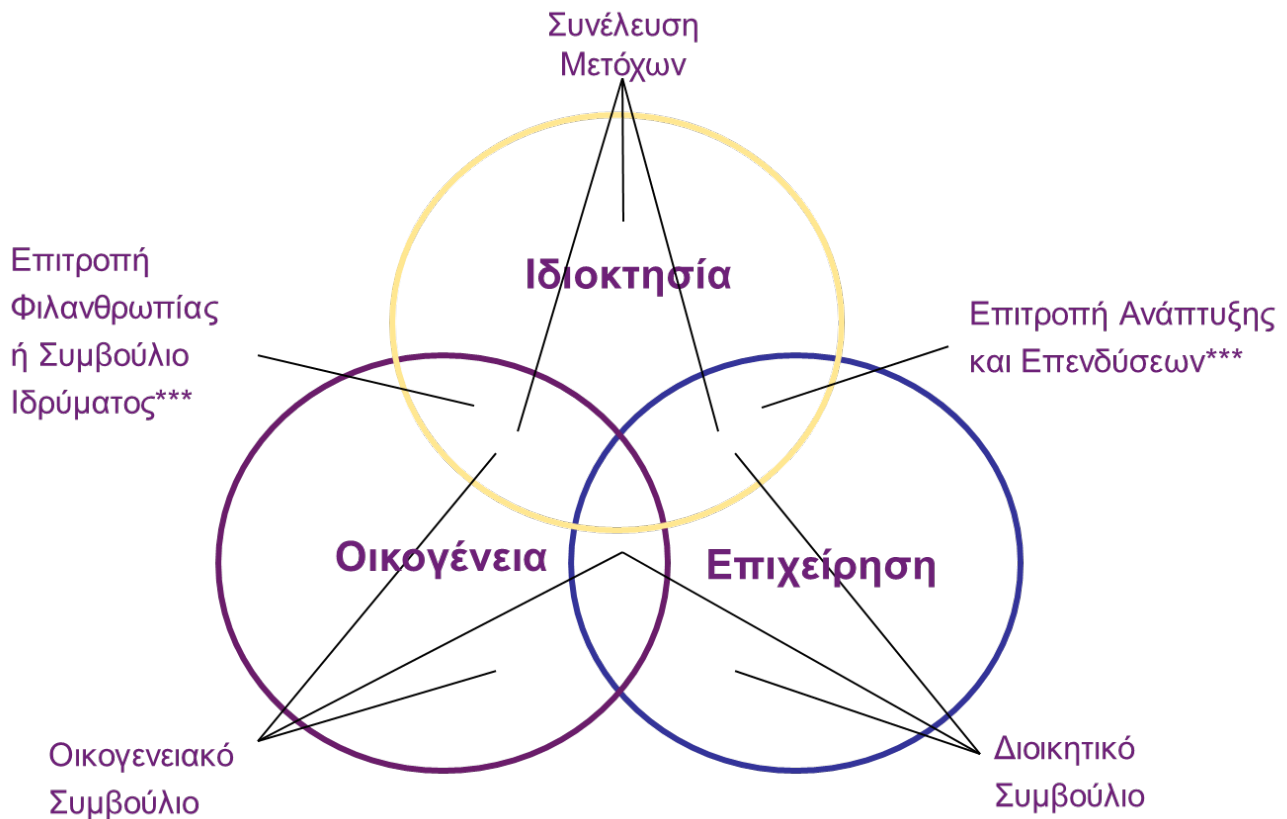 Συνέλευση
Μετόχων
Ιδιοκτησία
Επιτροπή
Φιλανθρωπίας
ή Συμβούλιο
Ιδρύματος***
Επιτροπή Ανάπτυξης
και Επενδύσεων***
Οικογένεια
Επιχείρηση
Οικογενειακό
Συμβούλιο
Διοικητικό
Συμβούλιο